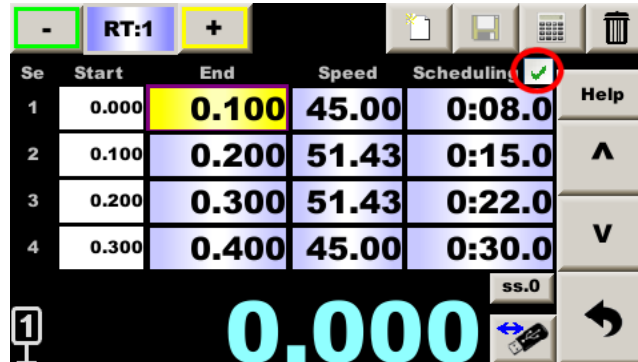 - RT:1 +
Se Start End Speed Scheduling
1 0.000 0.100 45.00 0:08.0 Help
2 0.100 0.200 51.43 0:15.0
3 0.200 0.300 51.43 0:22.0
4 0.300 0.400 45.00 0:30.0
ss.0
1 0.000